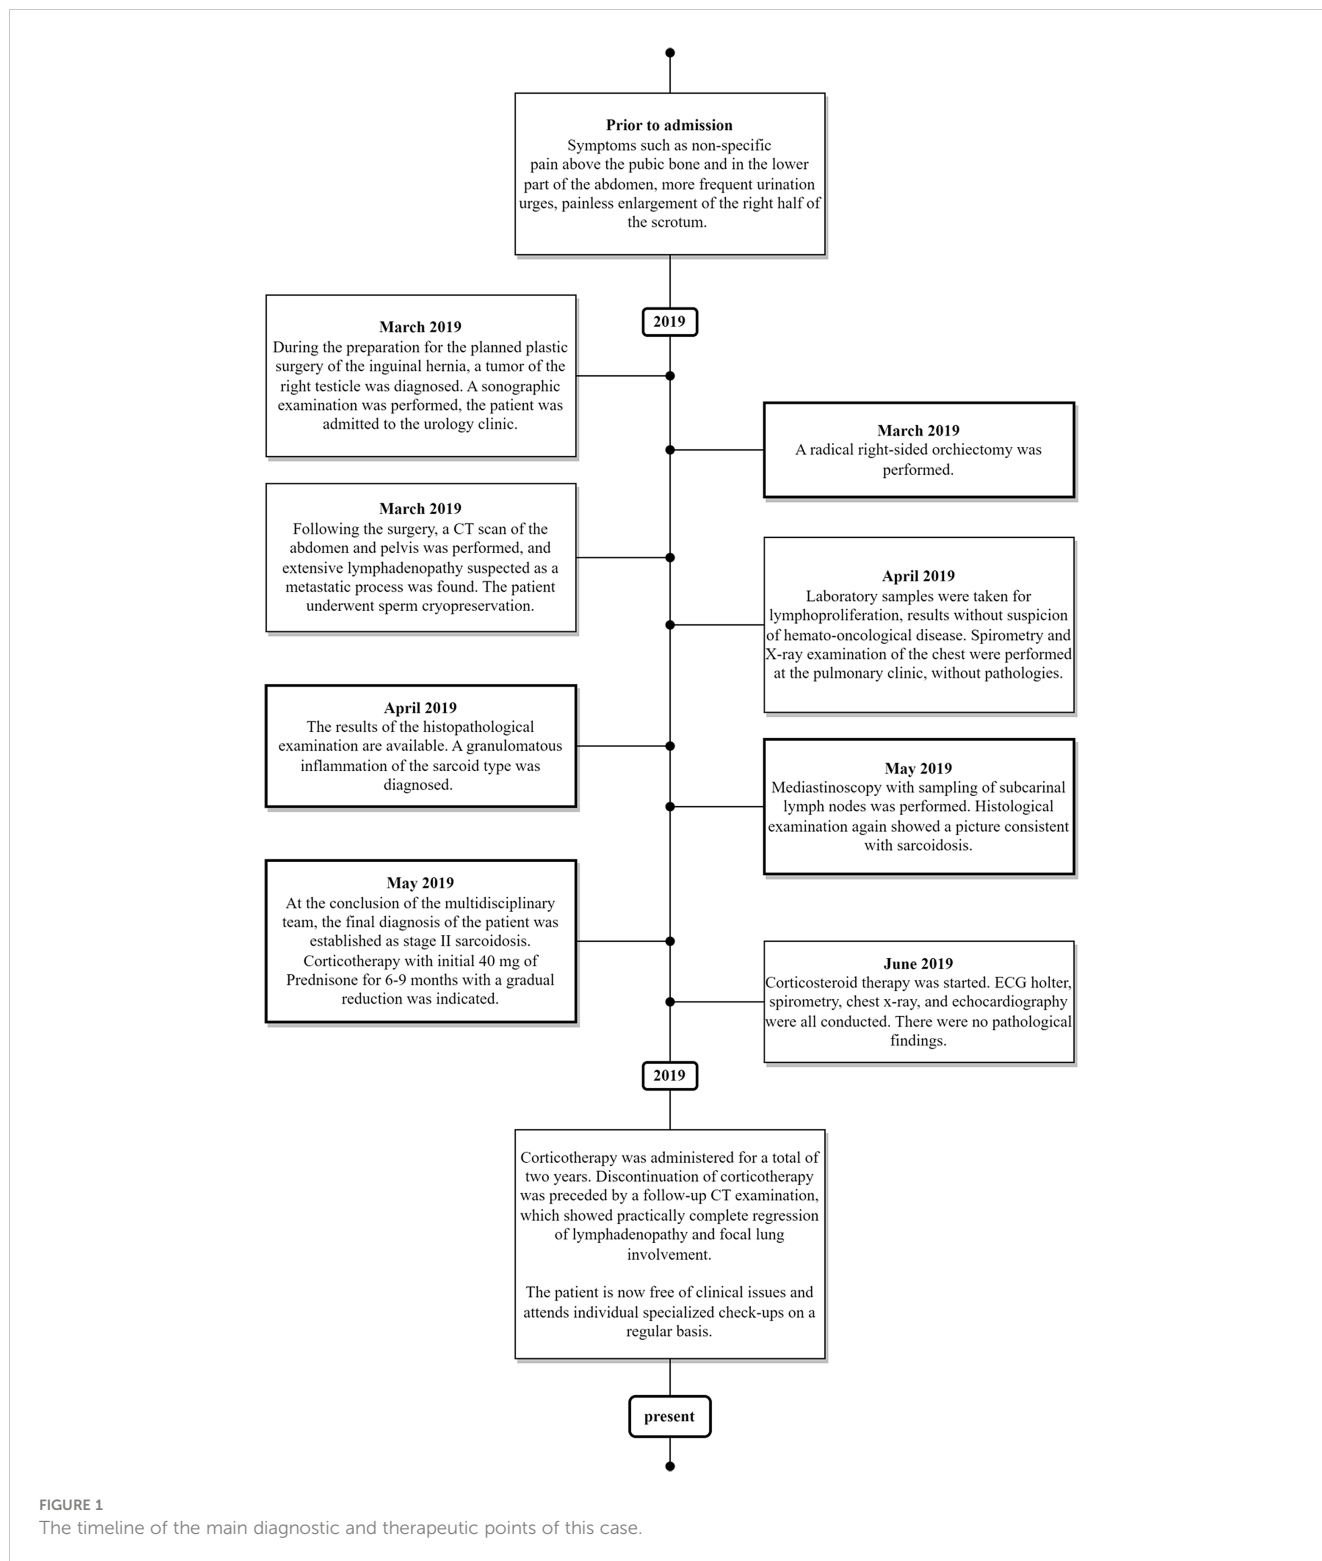 Prior to admission
Symptoms such as non-specific
pain above the pubic bone and in the lower
part of the abdomen, more frequent urination
urges, painless enlargement of the right half of
the scrotum.
2019
March 2019
During the preparation for the planned plastic
surgery of the inguinal hernia, a tumor of the
right testicle was diagnosed. A sonographic
examination was performed, the patient was
admitted to the urology clinic.
March 2019
A radical right-sided orchiectomy was
performed.
March 2019
Following the surgery, a CT scan of the
abdomen and pelvis was performed, and
extensive lymphadenopathy suspected as a
metastatic process was found. The patient
underwent sperm cryopreservation.
April 2019
Laboratory samples were taken for
lymphoproliferation, results without suspicion
of hemato-oncological disease. Spirometry and
X-ray examination of the chest were performed
at the pulmonary clinic, without pathologies.
April 2019
The results of the histopathological
examination are available. A granulomatous
inflammation of the sarcoid type was
diagnosed.
May 2019
Mediastinoscopy with sampling of subcarinal
lymph nodes was performed. Histological
examination again showed a picture consistent
with sarcoidosis.
May 2019
At the conclusion of the multidisciplinary
team, the final diagnosis of the patient was
established as stage II sarcoidosis.
Corticotherapy with initial 40 mg of
Prednisone for 6-9 months with a gradual
reduction was indicated.
June 2019
Corticosteroid therapy was started. ECG holter,
spirometry, chest x-ray, and echocardiography
were all conducted. There were no pathological
findings.
2019
Corticotherapy was administered for a total of
two years. Discontinuation of corticotherapy
was preceded by a follow-up CT examination,
which showed practically complete regression
of lymphadenopathy and focal lung
involvement.
The patient is now free of clinical issues and
attends individual specialized check-ups on a
regular basis.
present
FIGURE 1
The timeline of the main diagnostic and therapeutic points of this case.